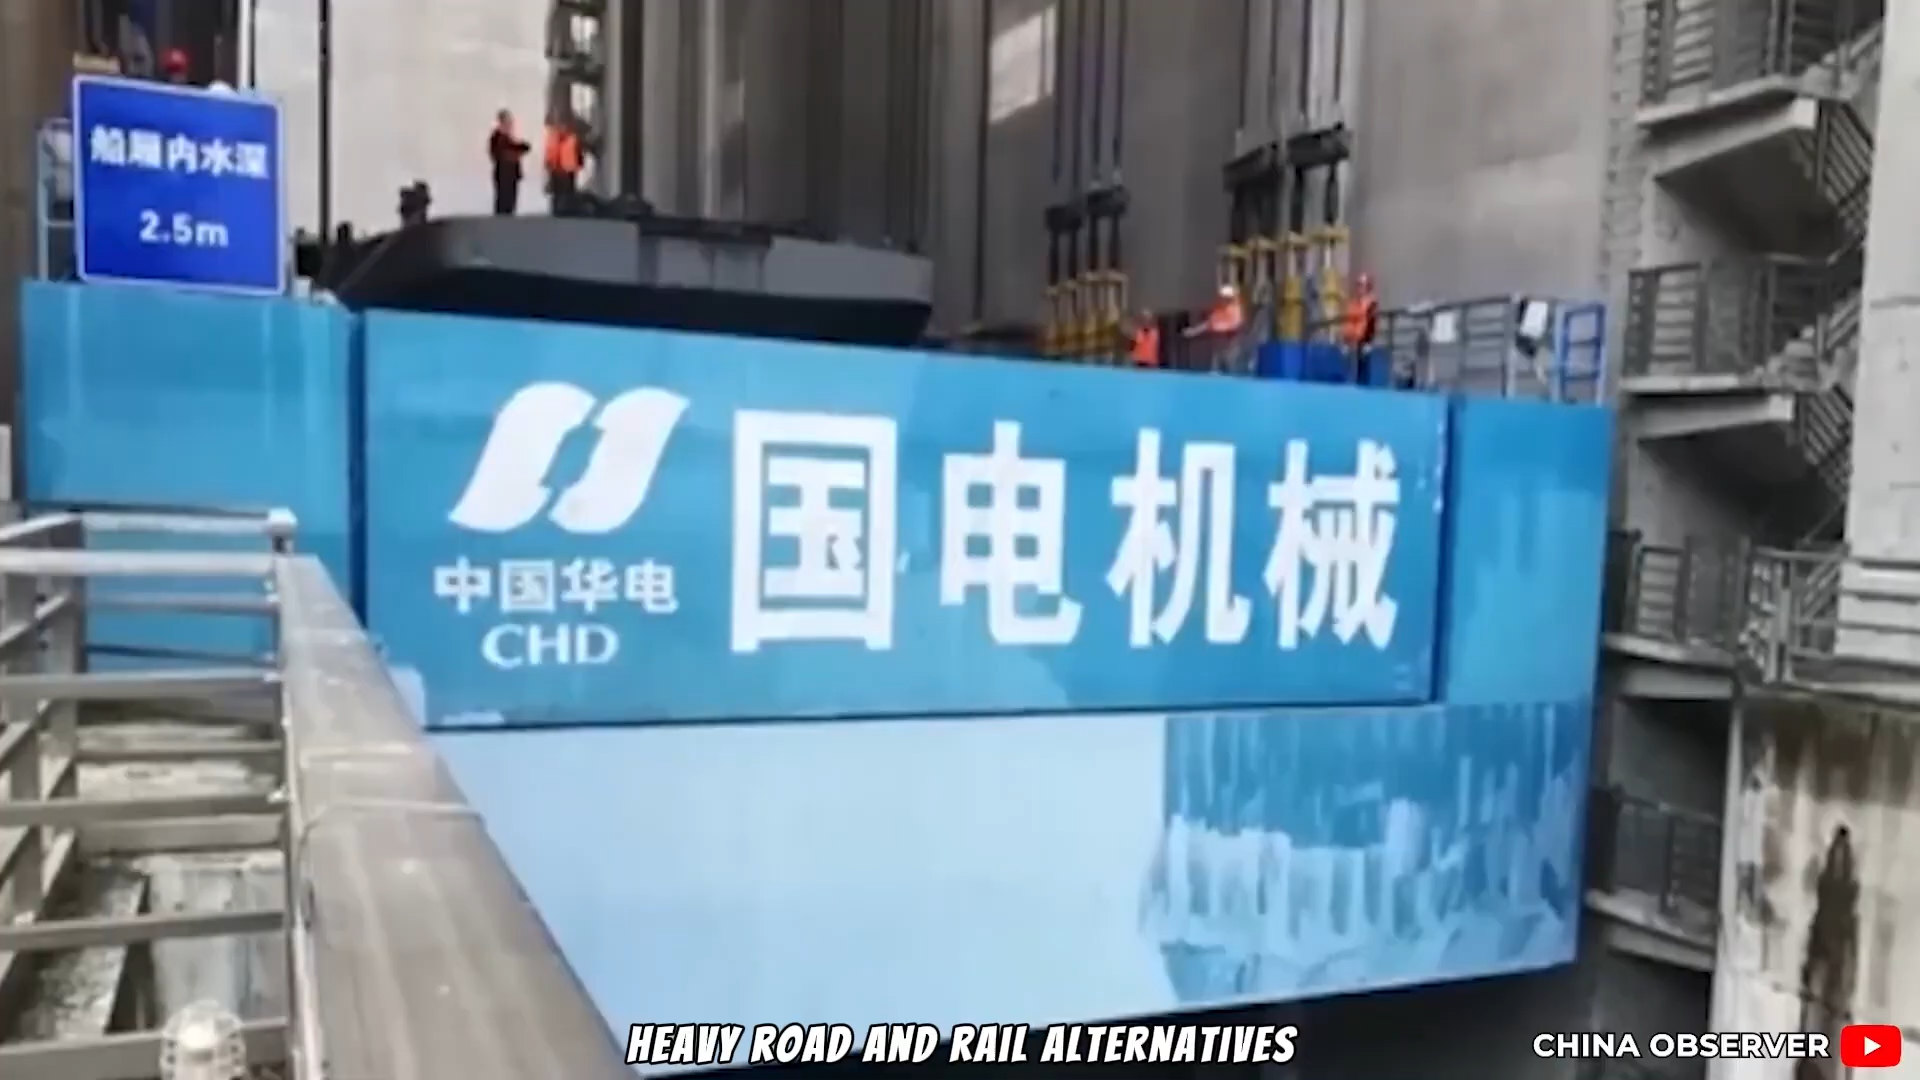 船厢内水深
2.5m
中国华电
CHD
国电机械
HEAVY ROAD AND RAIL ALTERNATIVES
CHINA OBSERVER